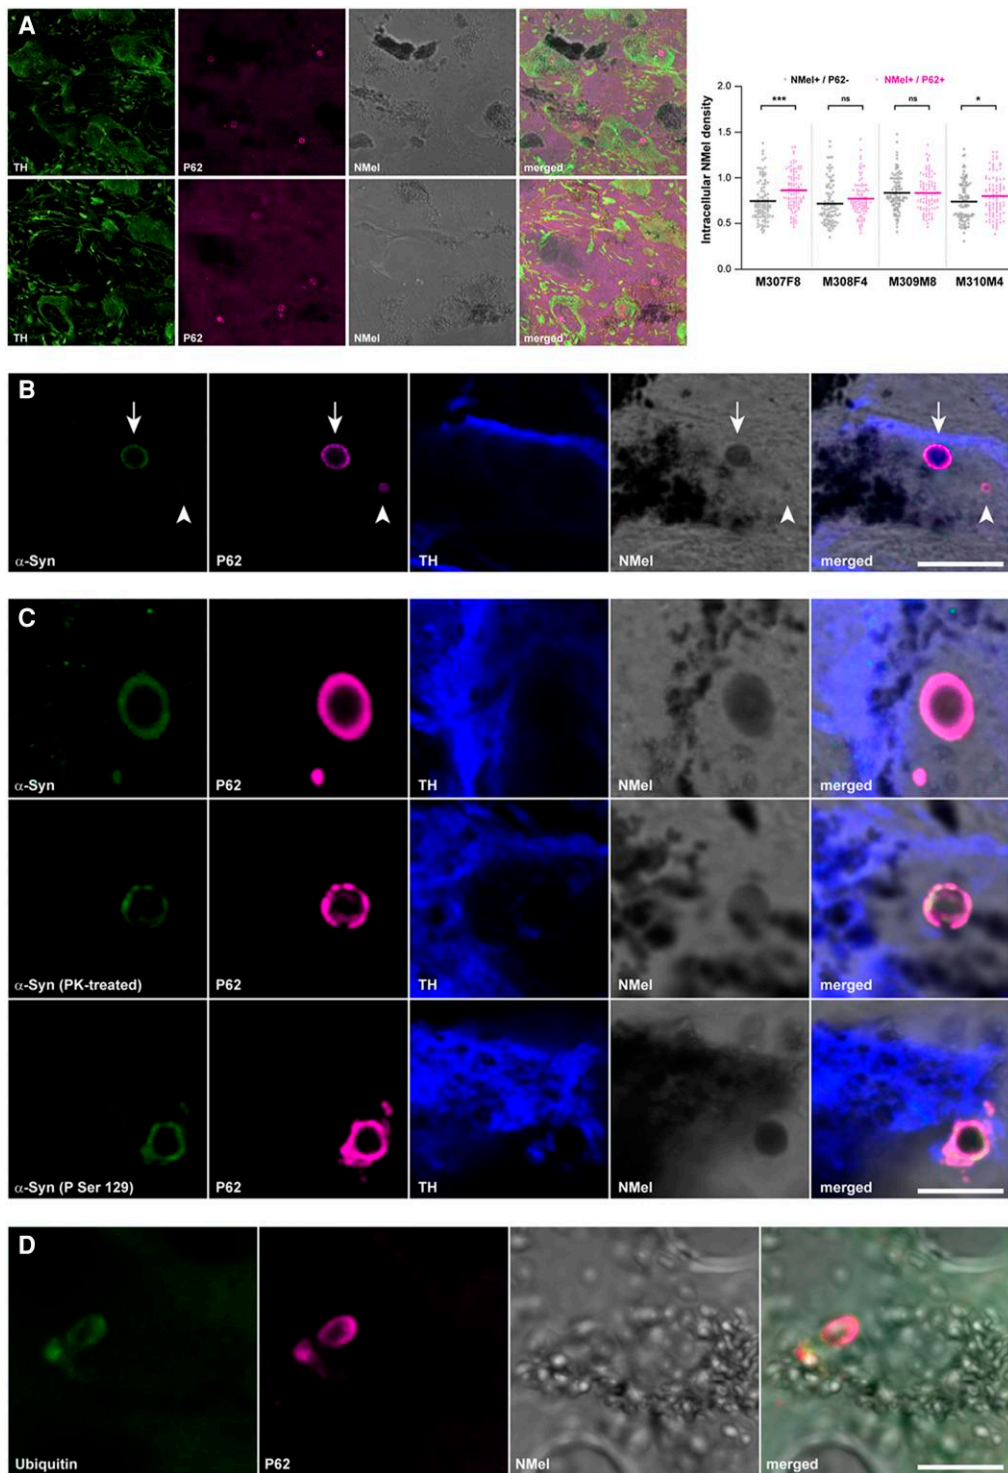 A
TH
P62
NMel
merged
TH
P62
NMel
merged
NMel+ / P62-
NMel+ / P62+
Intracellular NMel density
2.0
1.5
1.0
0.5
0.0
***
ns
ns
*
M307F8
M308F4
M309M8
M310M4
B
α-Syn
P62
TH
NMel
merged
C
α-Syn
P62
TH
NMel
merged
α-Syn (PK-treated)
P62
TH
NMel
merged
α-Syn (P Ser 129)
P62
TH
NMel
merged
D
Ubiquitin
P62
NMel
merged